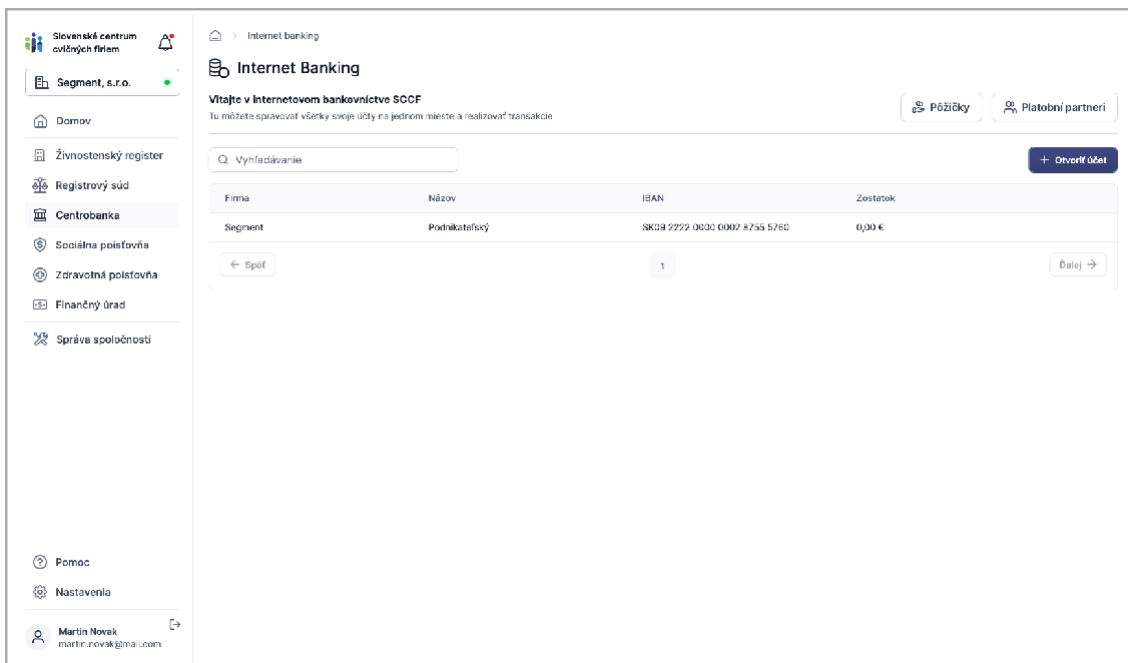 Slovenské centrum
cvičných firiem
Segment, s.r.o.
Domov
Živnostenský register
Registrový súd
Centrobanka
Sociálna poisťovňa
Zdravotná poisťovňa
Finančný úrad
Správa spoločnosti
Pomoc
Nastavenia
Martin Novak
martin.novak@mail.com
Internet banking
Internet Banking
Vitajte v internetovom bankovníctve SCCF
Tu môžete spravovať všetky svoje účty na jednom mieste a realizovať transakcie
Pôžičky
Platobní partneri
Vyhľadávanie
+ Otvoriť účet
Firma Názov IBAN Zostatok
Segment Podnikateľský SK09 2222 0000 0002 8755 5760 0,00 €
← Späť 1 Ďalej →